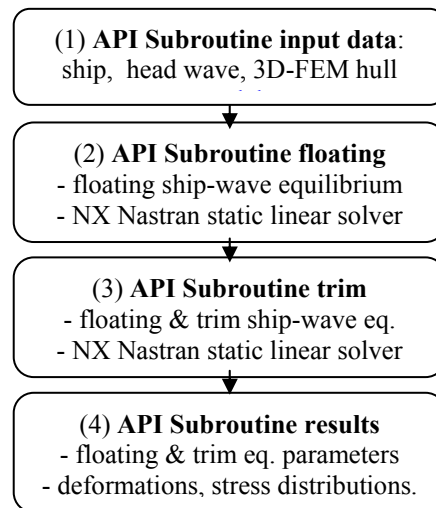 (1) API Subroutine input data:
ship, head wave, 3D-FEM hull
(2) API Subroutine floating
- floating ship-wave equilibrium
- NX Nastran static linear solver
(3) API Subroutine trim
- floating & trim ship-wave eq.
- NX Nastran static linear solver
(4) API Subroutine results
- floating & trim eq. parameters
- deformations, stress distributions.